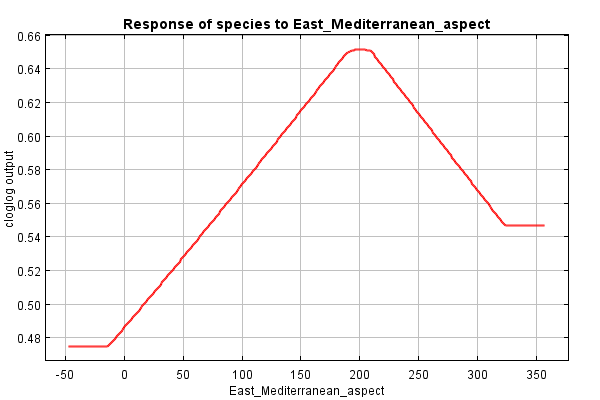 Response of species to East_Mediterranean_aspect
cloglog output
0.66
0.64
0.62
0.60
0.58
0.56
0.54
0.52
0.50
0.48
-50 0 50 100 150 200 250 300 350
East_Mediterranean_aspect